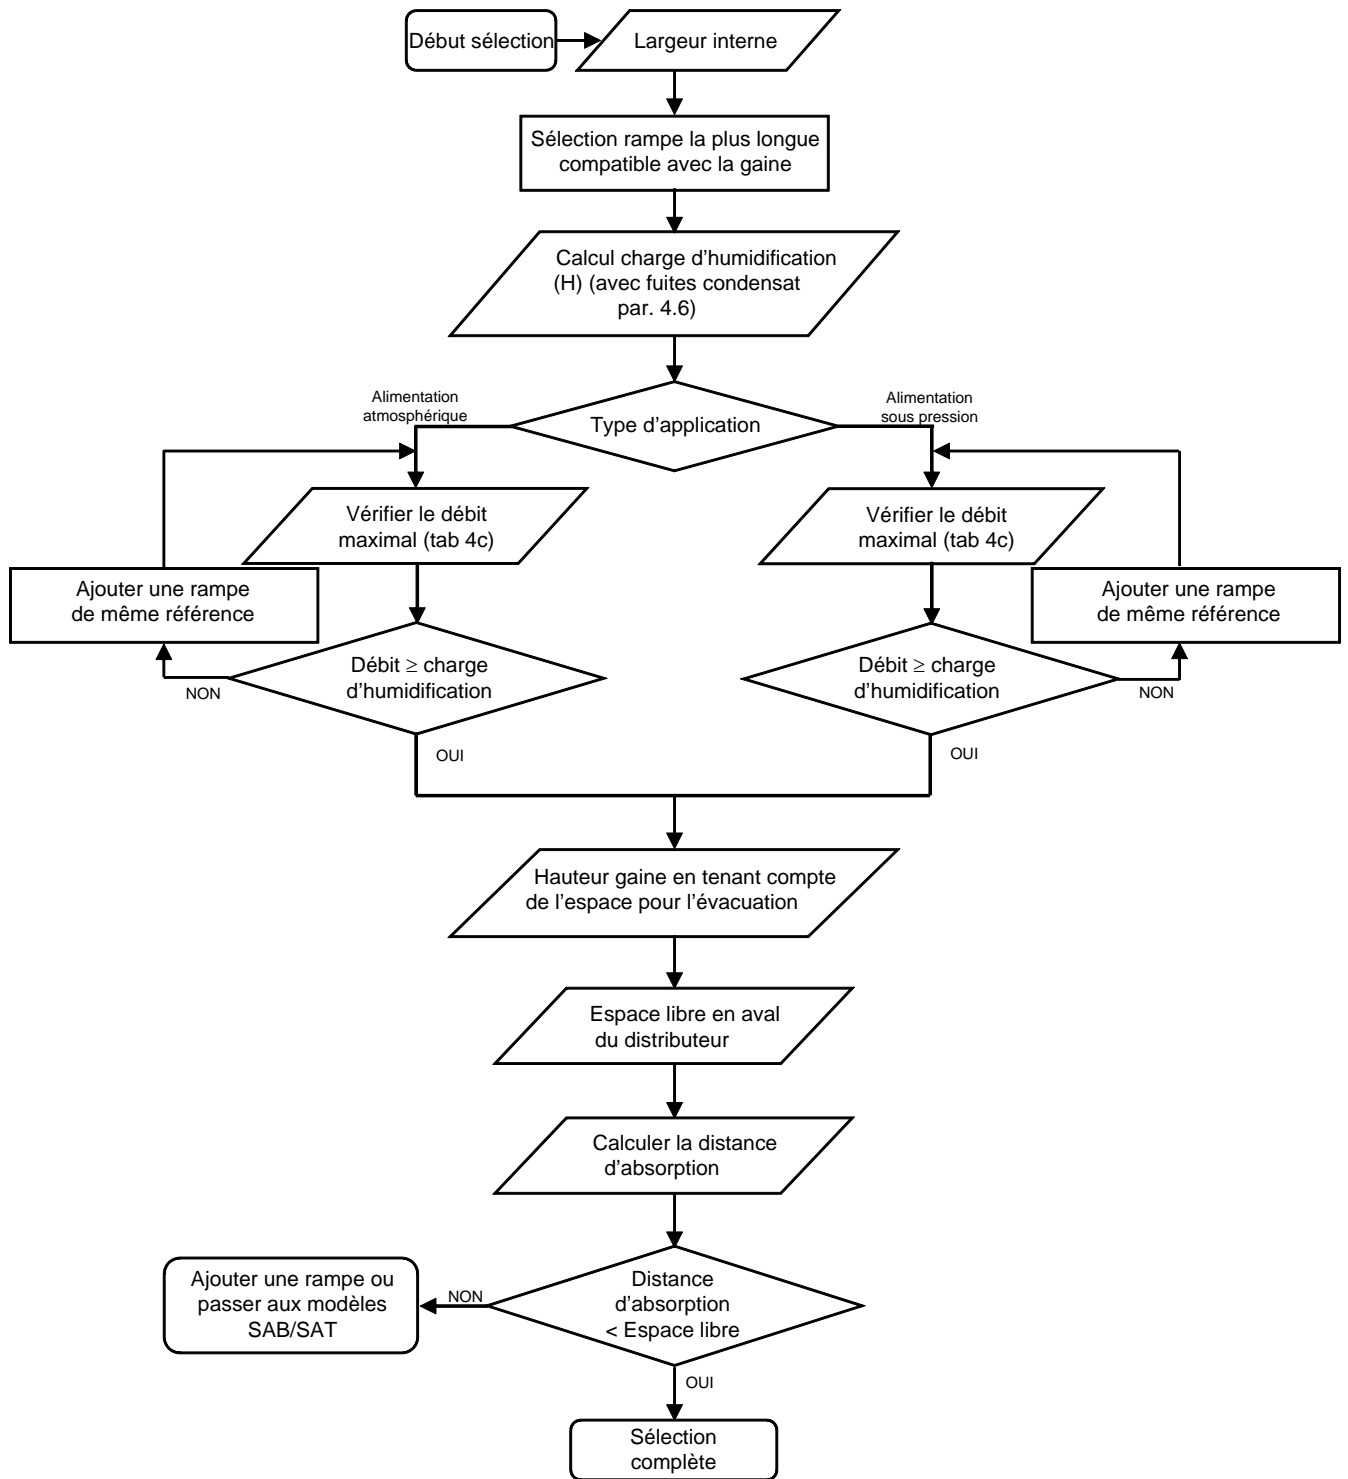 Début sélection
Largeur interne
Sélection rampe la plus longue
compatible avec la gaine
Calcul charge d'humidification
(H) (avec fuites condensat
par. 4.6)
Alimentation
atmosphérique
Type d'application
Alimentation
sous pression
Vérifier le débit
maximal (tab 4c)
Vérifier le débit
maximal (tab 4c)
Ajouter une rampe
de même référence
Ajouter une rampe
de même référence
Débit ≥ charge
d'humidification
NON
Débit ≥ charge
d'humidification
NON
OUI
OUI
Hauteur gaine en tenant compte
de l'espace pour l'évacuation
Espace libre en aval
du distributeur
Calculer la distance
d'absorption
Ajouter une rampe ou
passer aux modèles
SAB/SAT
NON
Distance
d'absorption
< Espace libre
OUI
Sélection
complète